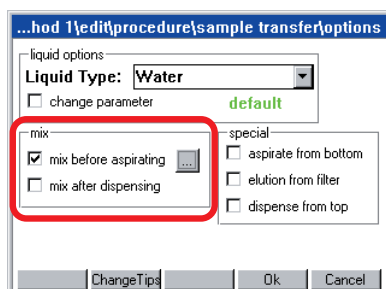 ...hod 1\edit\procedure\sample transfer\options
liquid options
Liquid Type: Water
change parameter default
mix
mix before aspirating ...
mix after dispensing
special
aspirate from bottom
elution from filter
dispense from top
ChangeTips Ok Cancel